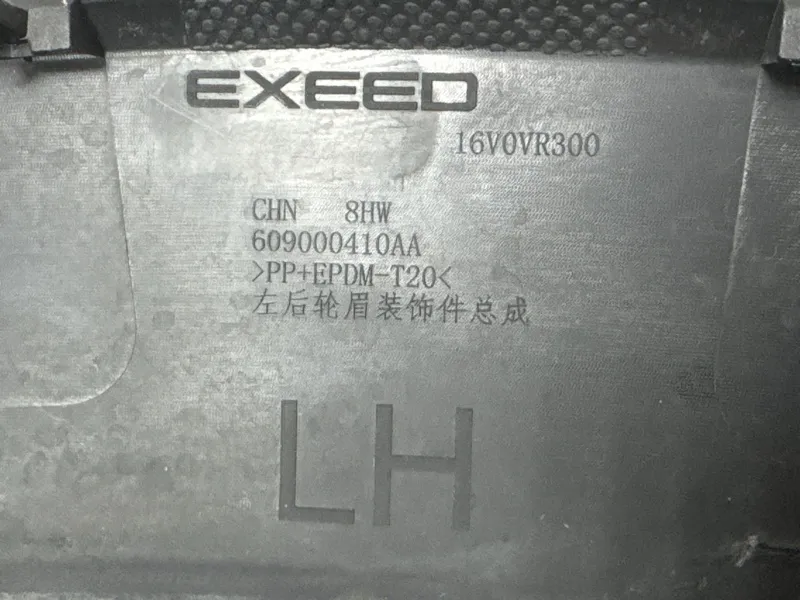 EXEED
16V0VR300
CHN 8HW
609000410AA
>PP+EPDM-T20<
左后轮眉装饰件总成
LH